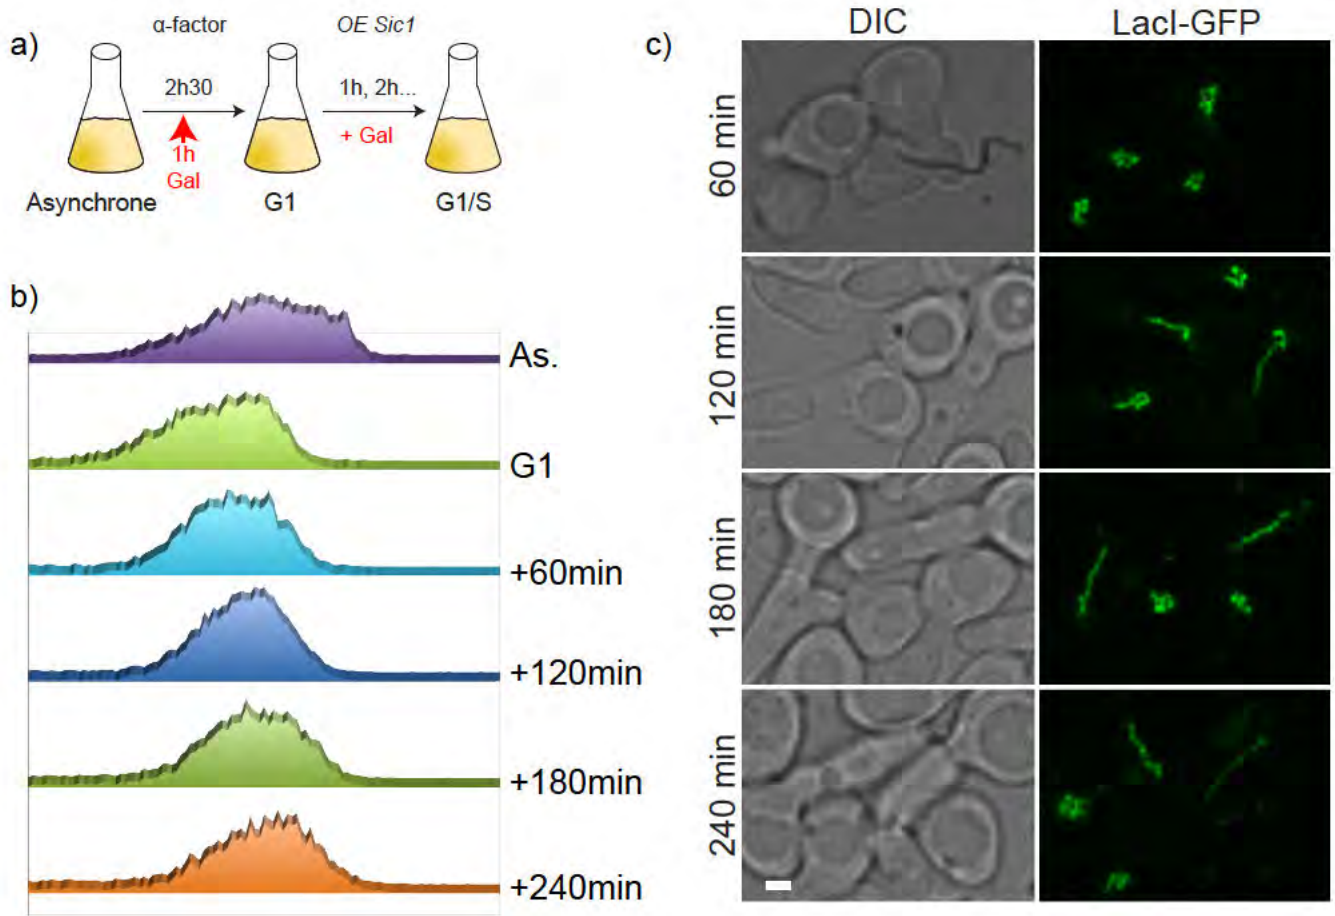 a)
α-factor
OE Sic1
2h30
1h, 2h...
1h
Gal
+ Gal
Asynchrone
G1
G1/S
b)
As.
G1
+60min
+120min
+180min
+240min
c)
DIC
LacI-GFP
60 min
120 min
180 min
240 min